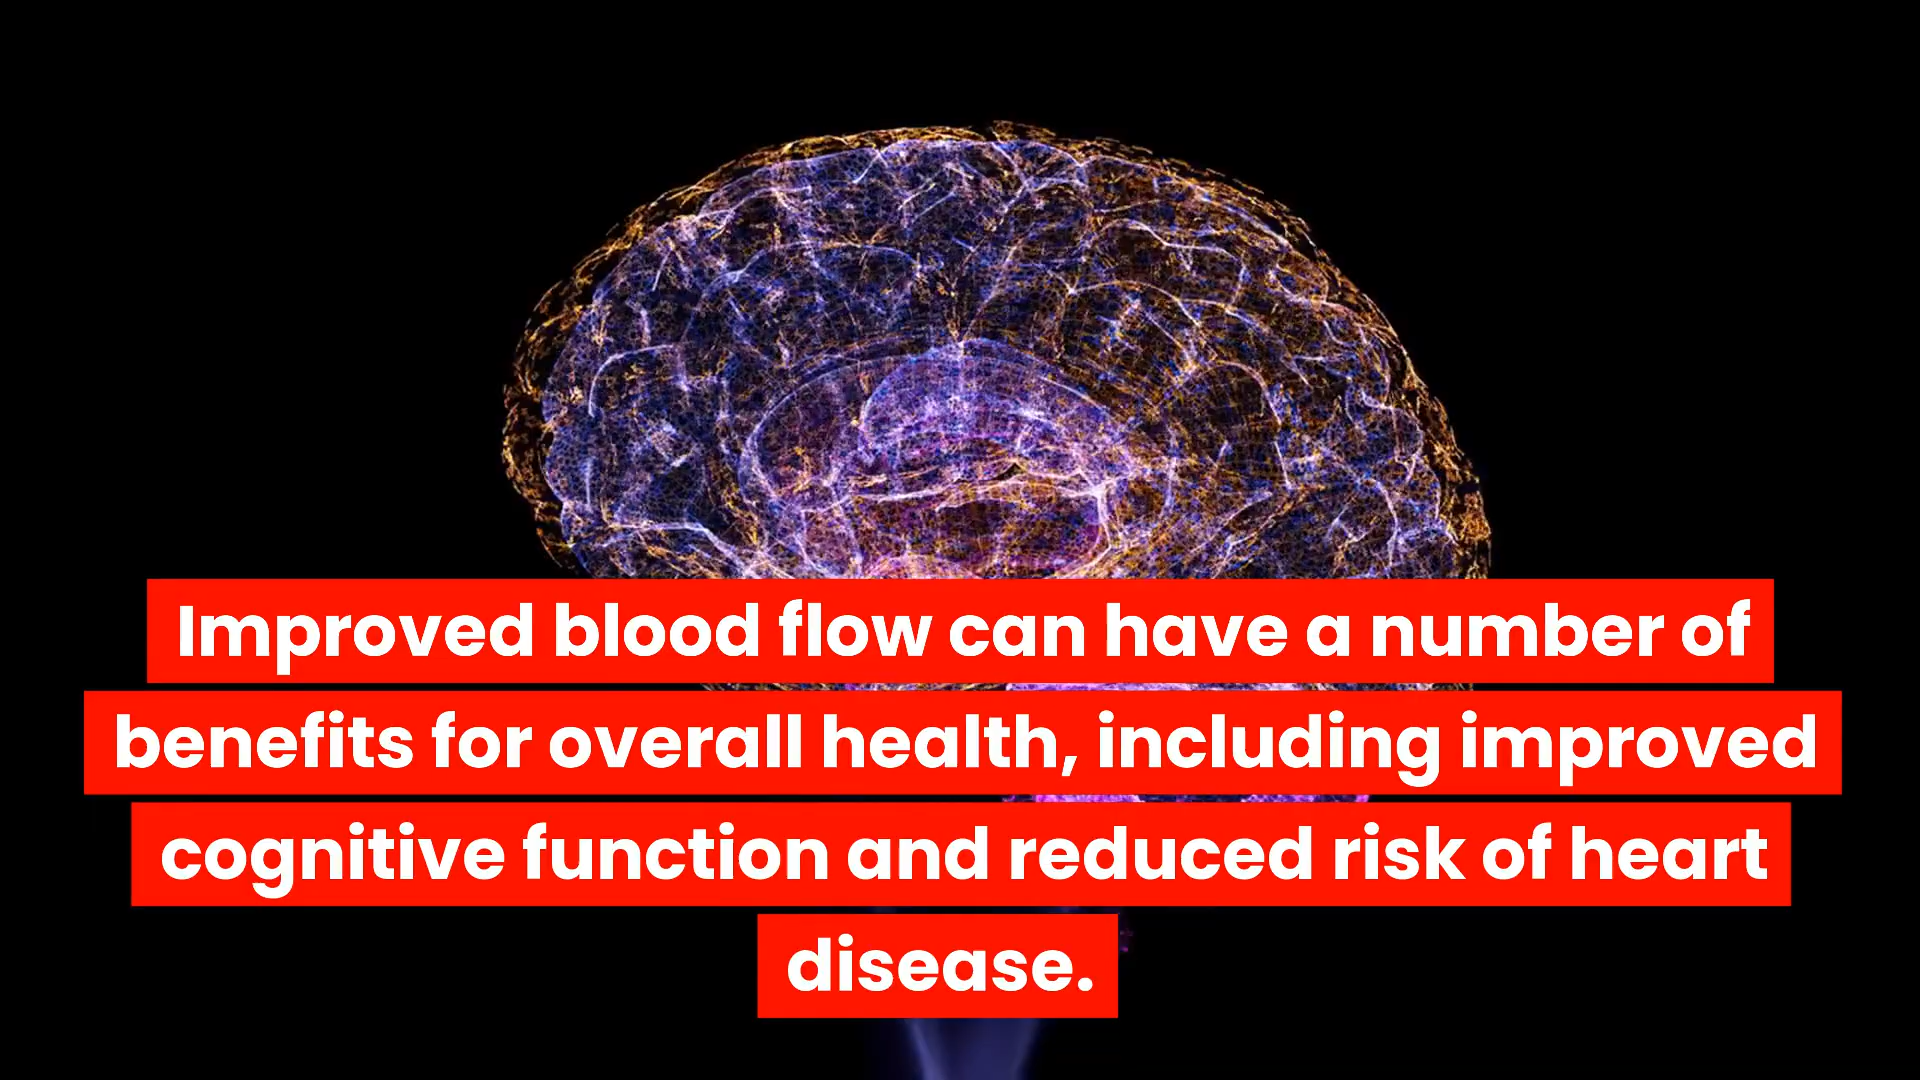 Improved blood flow can have a number of
benefits for overall health, including improved
cognitive function and reduced risk of heart
disease.